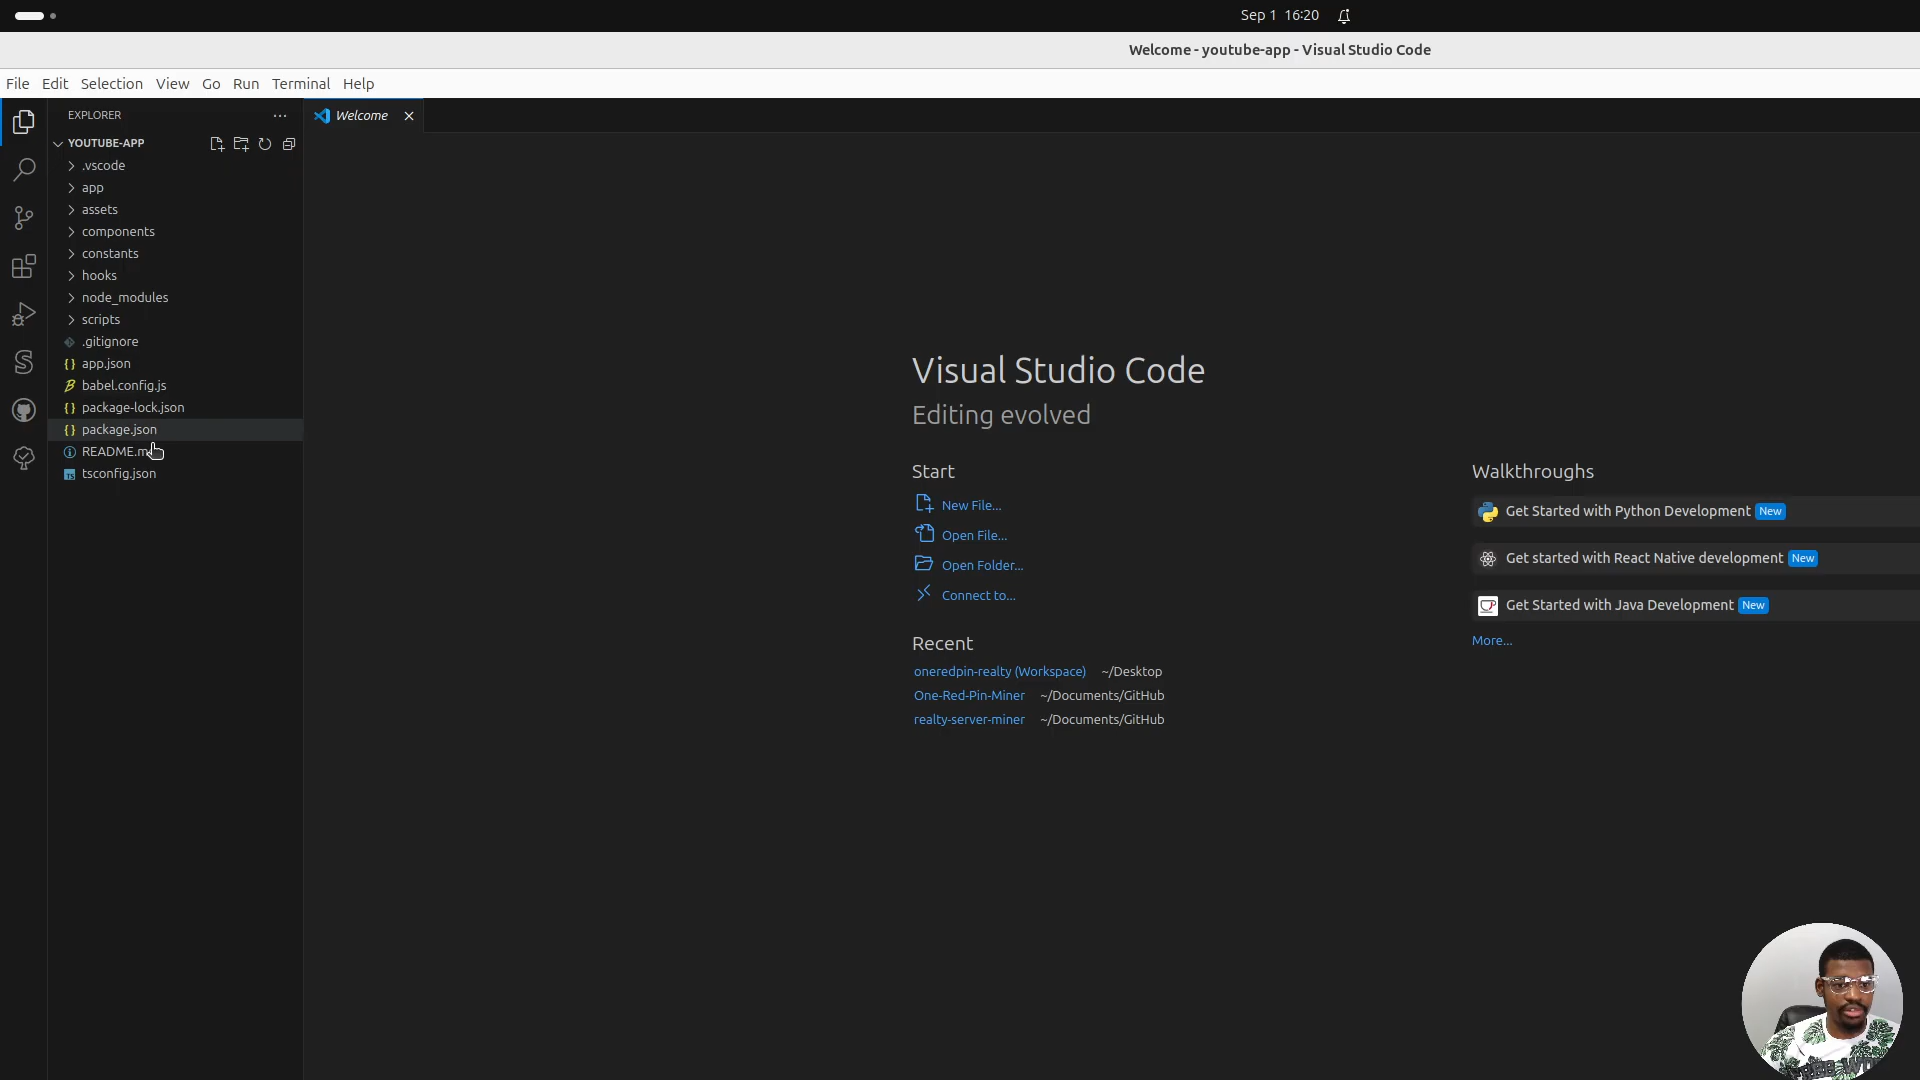 Sep 1 16:20
Welcome - youtube-app - Visual Studio Code
File Edit Selection View Go Run Terminal Help
EXPLORER
Welcome
YOUTUBE-APP
.vscode
app
assets
components
constants
hooks
node_modules
scripts
.gitignore
app.json
babel.config.js
package-lock.json
package.json
README.m
tsconfig.json
Visual Studio Code
Editing evolved
Start
New File...
Open File...
Open Folder...
Connect to...
Recent
oneredpin-realty (Workspace) ~/Desktop
One-Red-Pin-Miner ~/Documents/GitHub
realty-server-miner ~/Documents/GitHub
Walkthroughs
Get Started with Python Development New
Get started with React Native development New
Get Started with Java Development New
More...